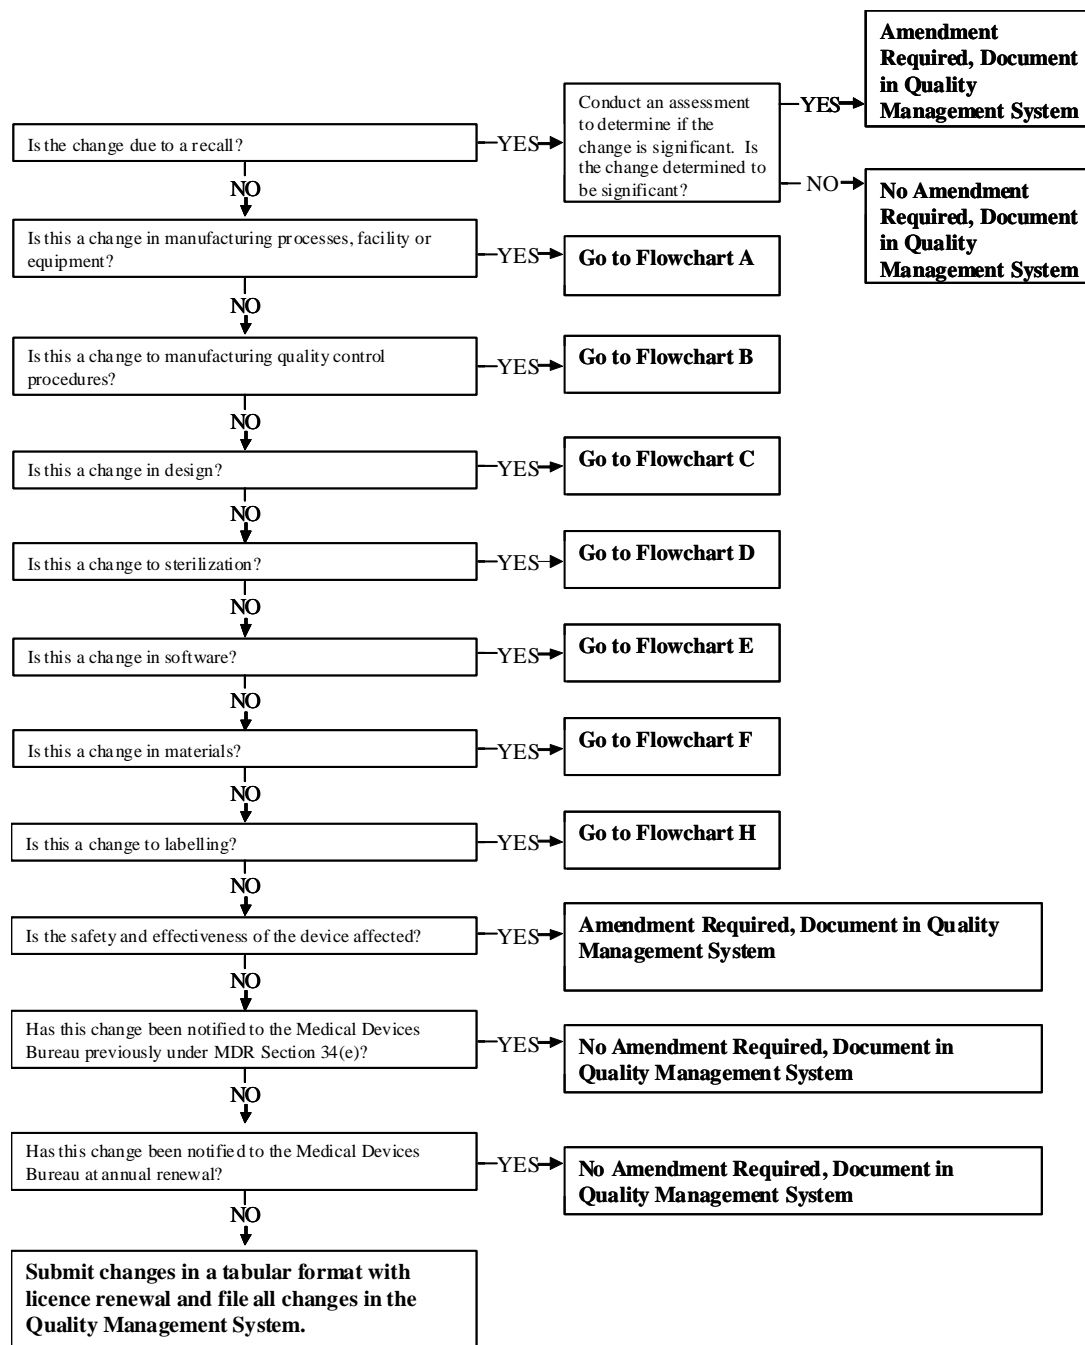 Is the change due to a recall?
YES
Conduct an assessment
to determine if the
change is significant.  Is
the change determined to
be significant?
YES
Amendment
Required, Document
in Quality
Management System
NO
No Amendment
Required, Document
in Quality
Management System
NO
Is this a change in manufacturing processes, facility or
equipment?
YES
Go to Flowchart A
NO
Is this a change to manufacturing quality control
procedures?
YES
Go to Flowchart B
NO
Is this a change in design?
YES
Go to Flowchart C
NO
Is this a change to sterilization?
YES
Go to Flowchart D
NO
Is this a change in software?
YES
Go to Flowchart E
NO
Is this a change in materials?
YES
Go to Flowchart F
NO
Is this a change to labelling?
YES
Go to Flowchart H
NO
Is the safety and effectiveness of the device affected?
YES
Amendment Required, Document in Quality
Management System
NO
Has this change been notified to the Medical Devices
Bureau previously under MDR Section 34(e)?
YES
No Amendment Required, Document in
Quality Management System
NO
Has this change been notified to the Medical Devices
Bureau at annual renewal?
YES
No Amendment Required, Document in
Quality Management System
NO
Submit changes in a tabular format with
licence renewal and file all changes in the
Quality Management System.